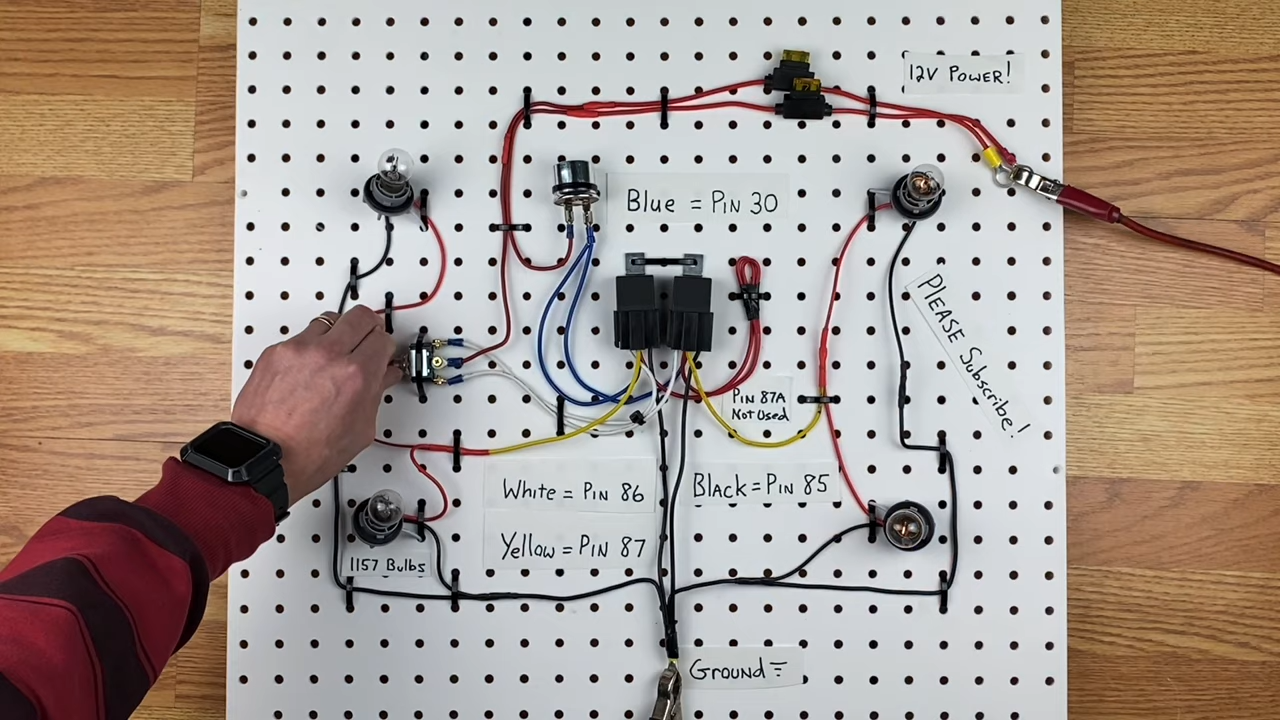 12V POWER!
Blue = PIN 30
PLEASE Subscribe!
PIN 87A
Not Used
White = PIN 86
Black = PIN 85
Yellow = PIN 87
1157 Bulbs
GROUND